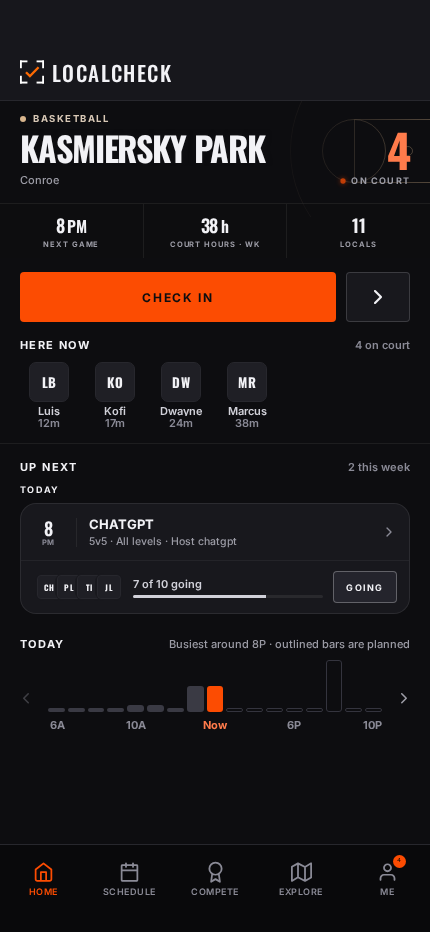 LOCALCHECK
BASKETBALL
KASMIERSKY PARK
Conroe
4
ON COURT
8 PM
NEXT GAME
38 h
COURT HOURS · WK
11
LOCALS
CHECK IN
HERE NOW
4 on court
LB
KO
DW
MR
Luis
Kofi
Dwayne
Marcus
12m
17m
24m
38m
UP NEXT
2 this week
TODAY
8
PM
CHATGPT
5v5 · All levels · Host chatgpt
CH
PL
TI
JL
7 of 10 going
GOING
TODAY
Busiest around 8P · outlined bars are planned
6A
10A
Now
6P
10P
HOME
SCHEDULE
COMPETE
EXPLORE
ME